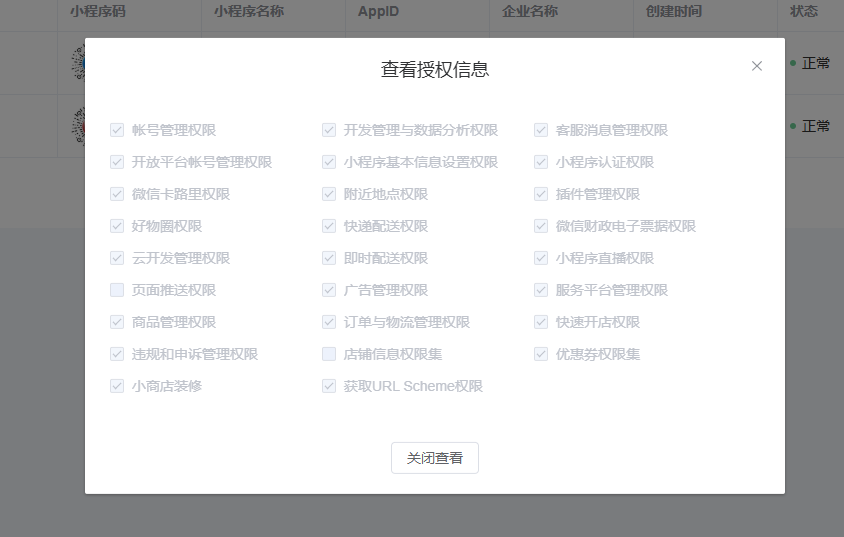 小程序码 小程序名称 AppID 企业名称 创建时间 状态
查看授权信息
正常
帐号管理权限 开发管理与数据分析权限 客服消息管理权限
正常
开放平台帐号管理权限 小程序基本信息设置权限 小程序认证权限
微信卡路里权限 附近地点权限 插件管理权限
好物圈权限 快递配送权限 微信财政电子票据权限
云开发管理权限 即时配送权限 小程序直播权限
页面推送权限 广告管理权限 服务平台管理权限
商品管理权限 订单与物流管理权限 快速开店权限
违规和申诉管理权限 店铺信息权限集 优惠券权限集
小商店装修 获取URL Scheme权限
关闭查看